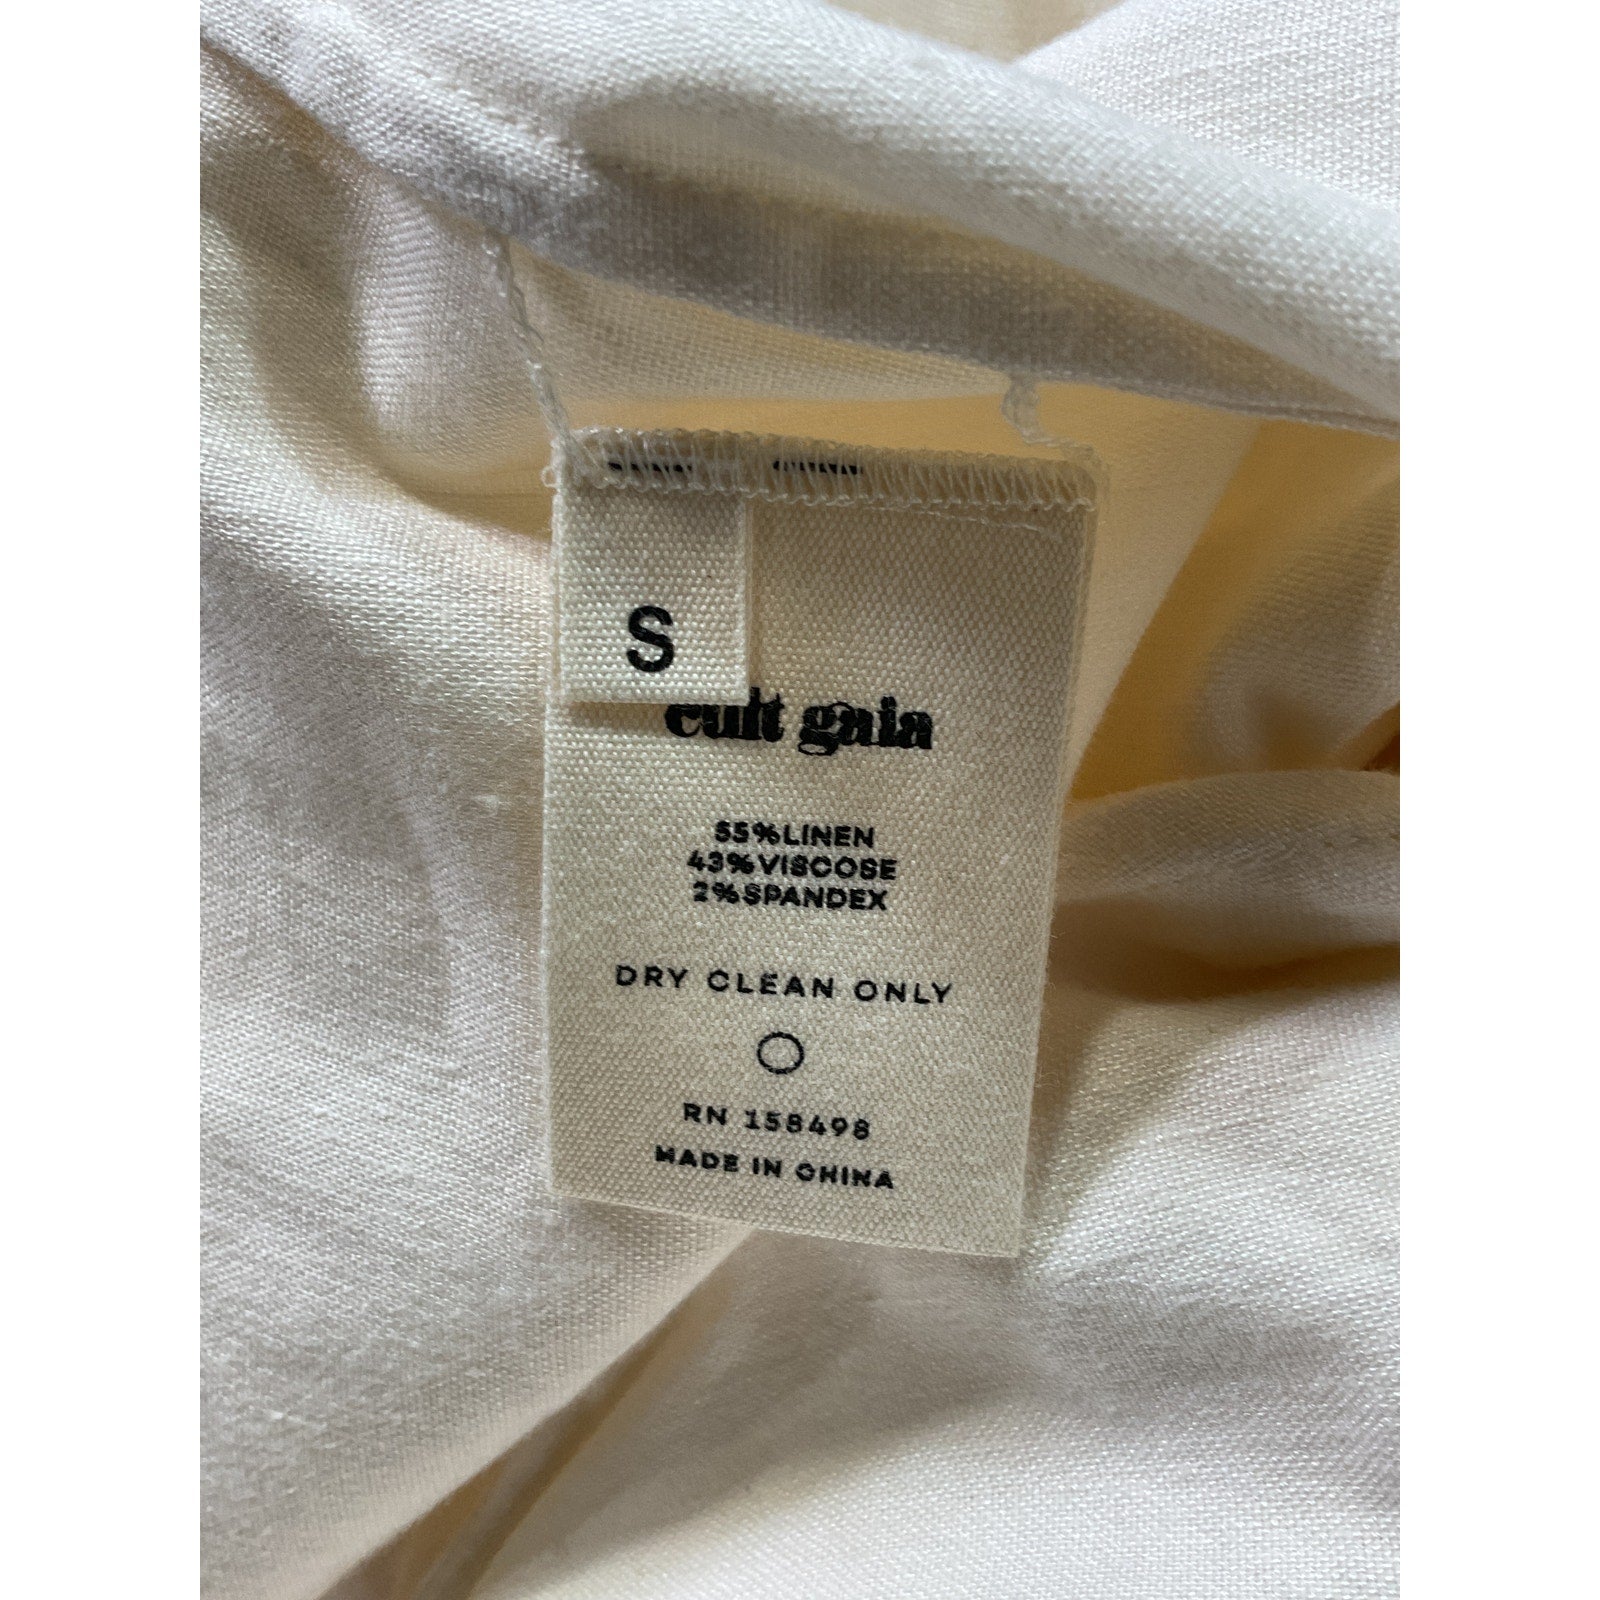 S
cult gaia
55%LINEN
43%VISCOSE
2%SPANDEX
DRY CLEAN ONLY
RN 158498
MADE IN CHINA